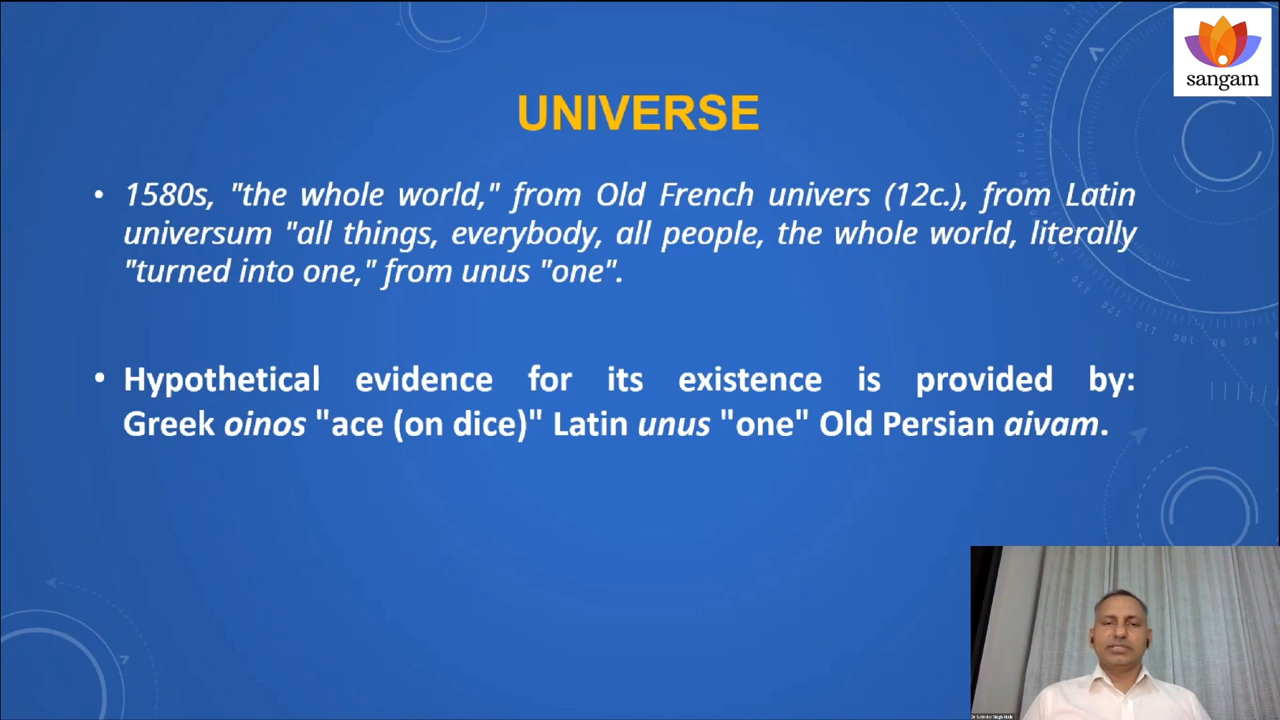 sangam
UNIVERSE
• 1580s, "the whole world," from Old French univers (12c.), from Latin
universum "all things, everybody, all people, the whole world, literally
"turned into one," from unus "one".
• Hypothetical evidence for its existence is provided by:
Greek oinos "ace (on dice)" Latin unus "one" Old Persian aivam.